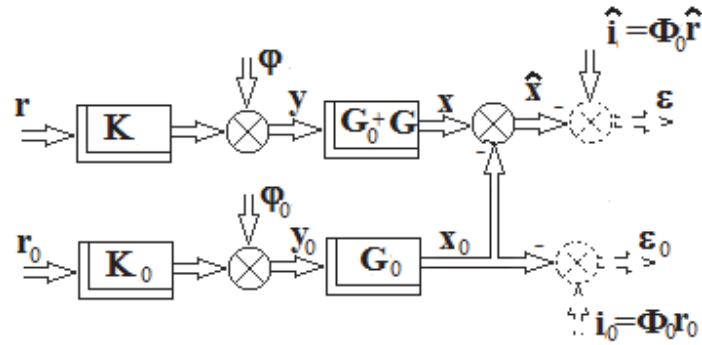 î=Φ₀r̂
φ
r K y G₀+G x x̂ - ε
-
φ₀
r₀ K₀ y₀ G₀ x₀ - ε₀
i₀=Φ₀r₀